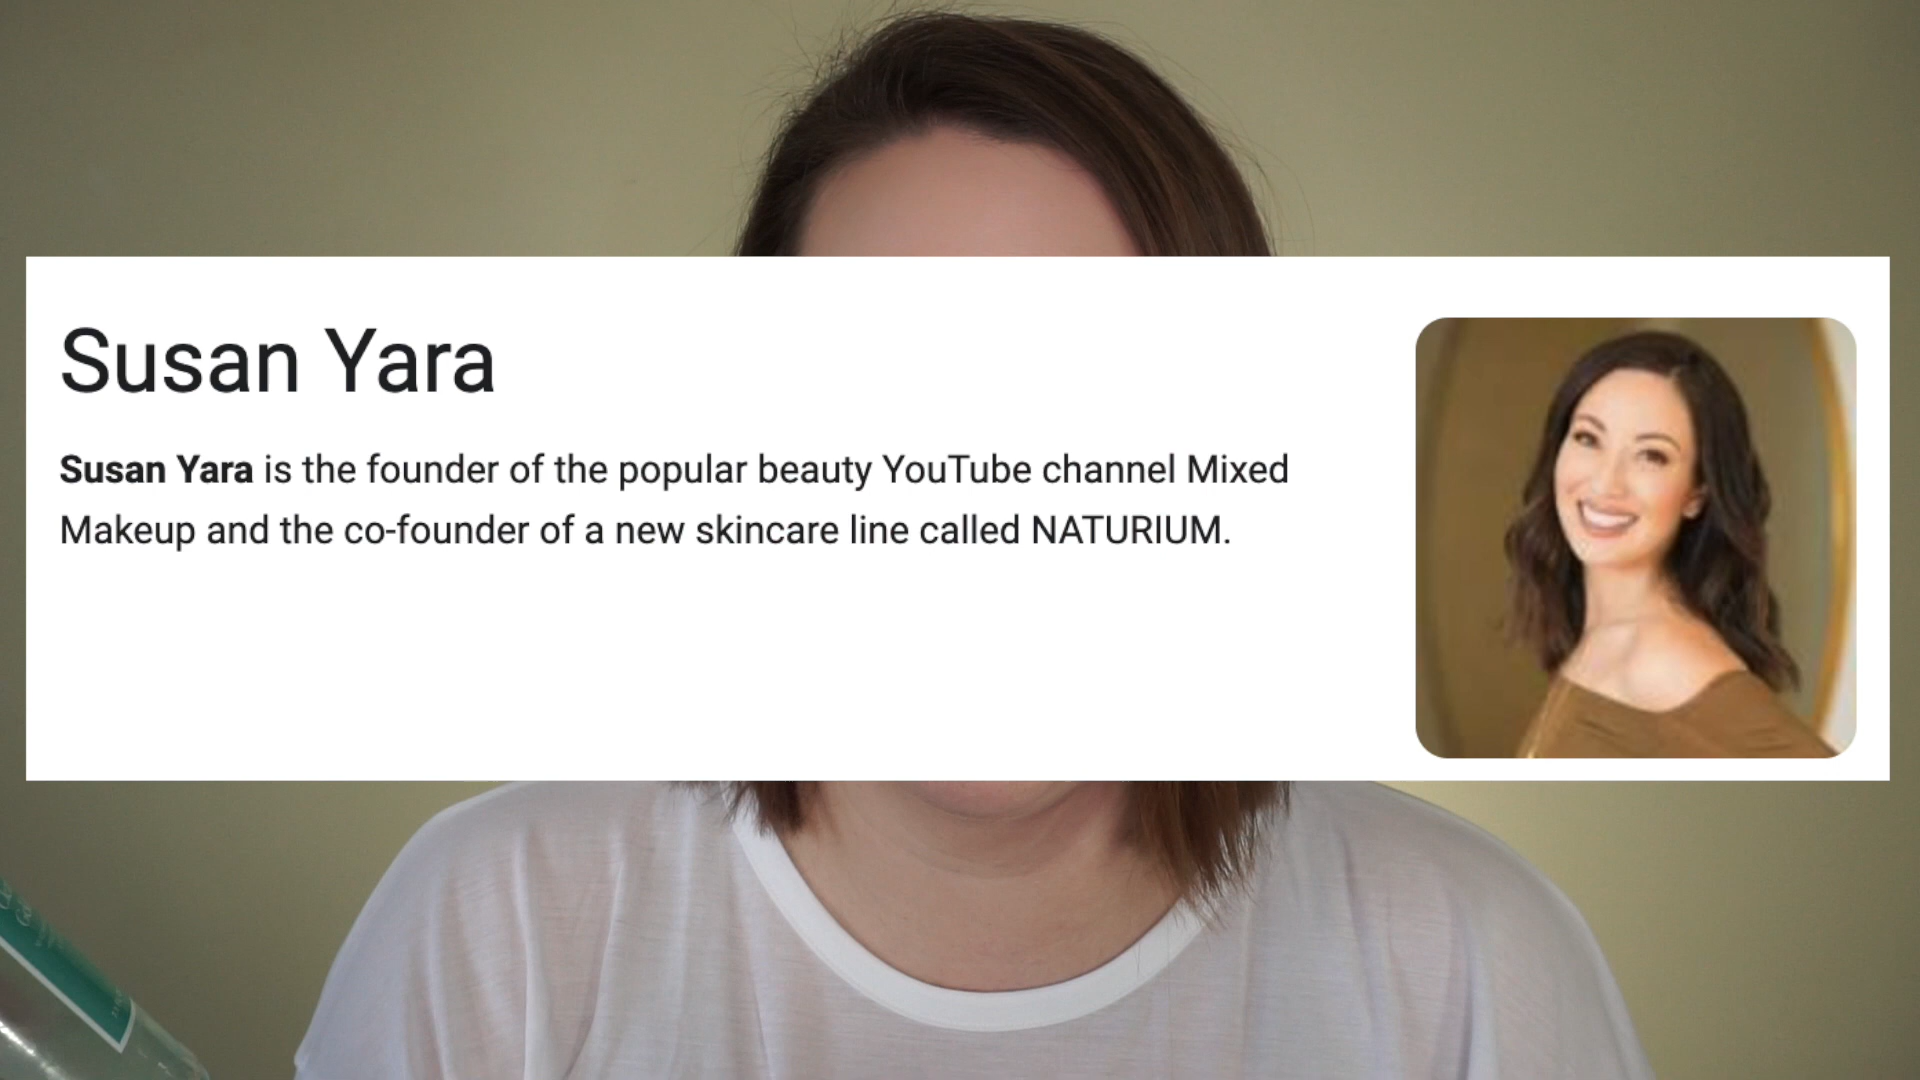 Susan Yara
Susan Yara is the founder of the popular beauty YouTube channel Mixed
Makeup and the co-founder of a new skincare line called NATURIUM.